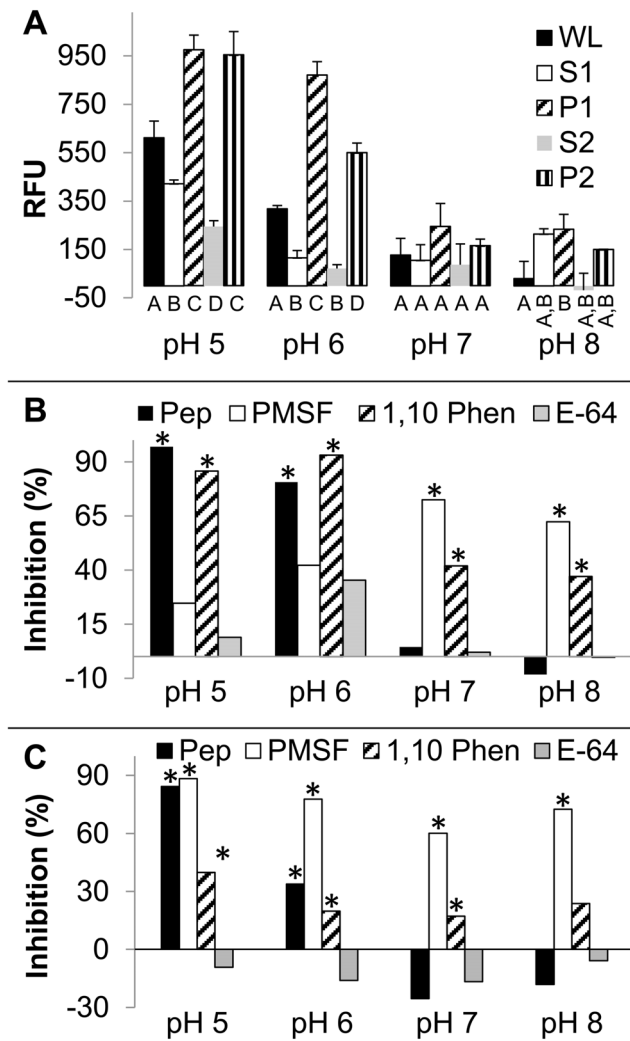 A
WL
S1
P1
S2
P2
RFU
950
750
550
350
150
-50
A B C D C
A B C B D
A A A A A
A A,B B A,B A,B
pH 5 pH 6 pH 7 pH 8
B
Pep PMSF 1,10 Phen E-64
Inhibition (%)
90
65
40
15
-10
* * * * * * * *
pH 5 pH 6 pH 7 pH 8
C
Pep PMSF 1,10 Phen E-64
Inhibition (%)
90
60
30
0
-30
* * * * * * * * *
pH 5 pH 6 pH 7 pH 8